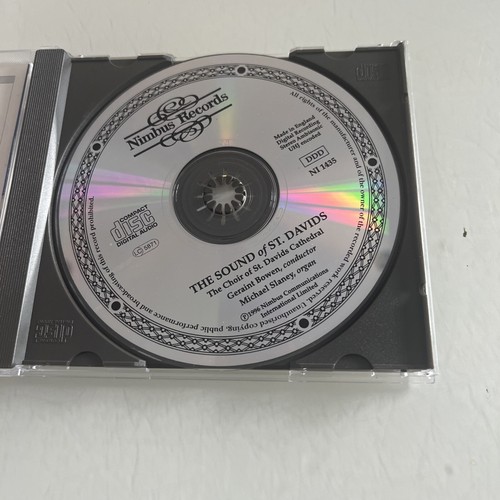 Nimbus Records
Made in England
Digital Recording
Stereo Ambisonic
UHJ encoded
DDD
NI 1435
COMPACT
disc
DIGITAL AUDIO
LC 5871
THE SOUND of ST. DAVIDS
The Choir of St. Davids Cathedral
Geraint Bowen, conductor
Michael Slaney, organ
℗1996 Nimbus Communications
International Limited
All rights of the manufacturer and of the owner of the recorded work reserved. Unauthorised copying, public performance and broadcasting of this record prohibited.
disc